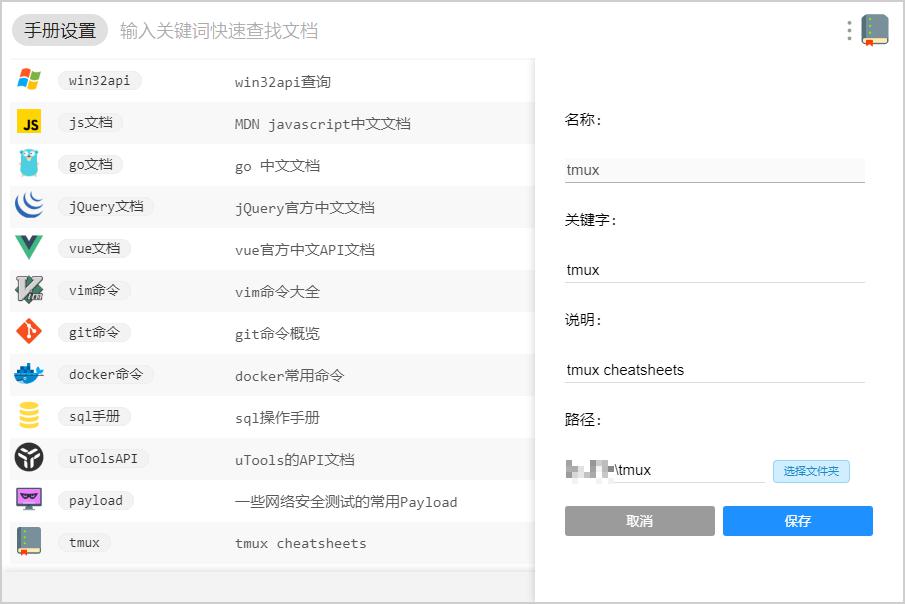 手册设置 输入关键词快速查找文档
win32api win32api查询
JS js文档 MDN javascript中文文档
go文档 go 中文文档
jQuery文档 jQuery官方中文文档
vue文档 vue官方中文API文档
Vim vim命令 vim命令大全
git命令 git命令概览
docker命令 docker常用命令
sql手册 sql操作手册
uToolsAPI uTools的API文档
payload 一些网络安全测试的常用Payload
tmux tmux cheatsheets
名称:
tmux
关键字:
tmux
说明:
tmux cheatsheets
路径:
\tmux 选择文件夹
取消 保存